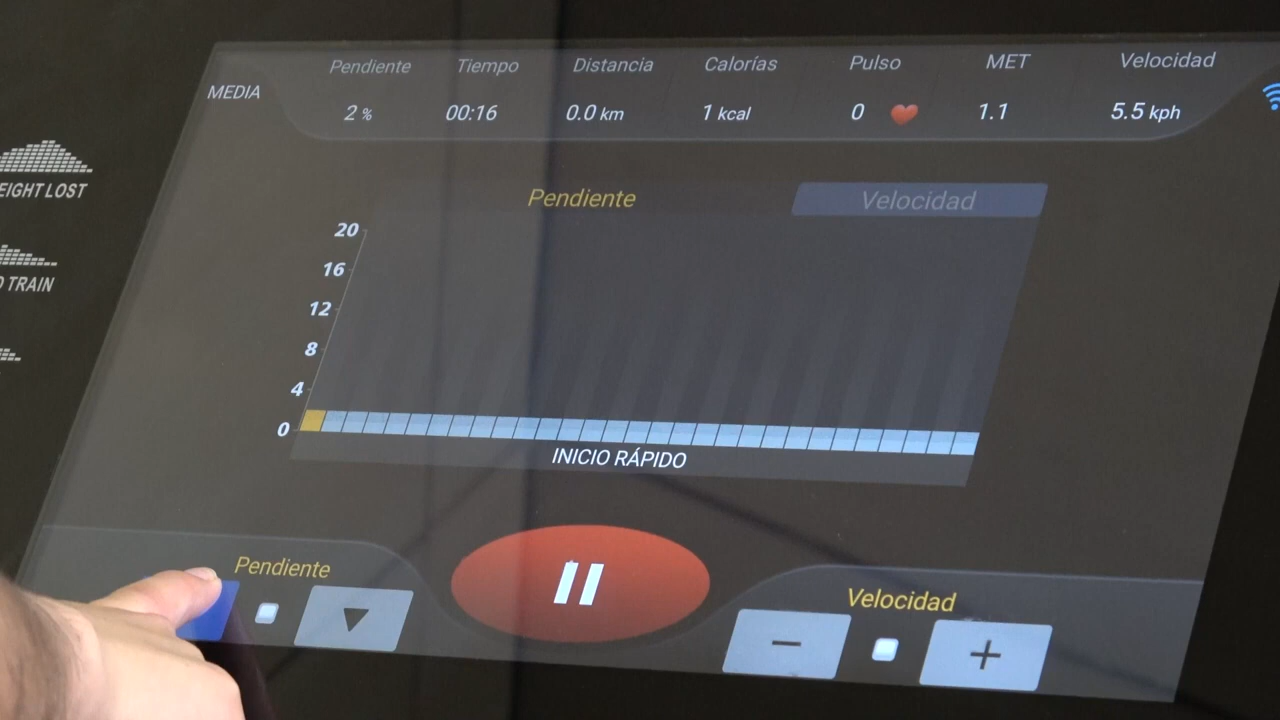 MEDIA
Pendiente Tiempo Distancia Calorías Pulso MET Velocidad
2 % 00:16 0.0 km 1 kcal 0 1.1 5.5 kph
LOST
TRAIN
Pendiente Velocidad
20
16
12
8
4
0
INICIO RÁPIDO
Pendiente
Velocidad
− +